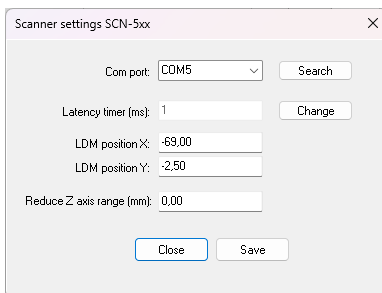 Scanner settings SCN-5xx
Com port: COM5 Search
Latency timer (ms): 1 Change
LDM position X: -69,00
LDM position Y: -2,50
Reduce Z axis range (mm): 0,00
Close Save